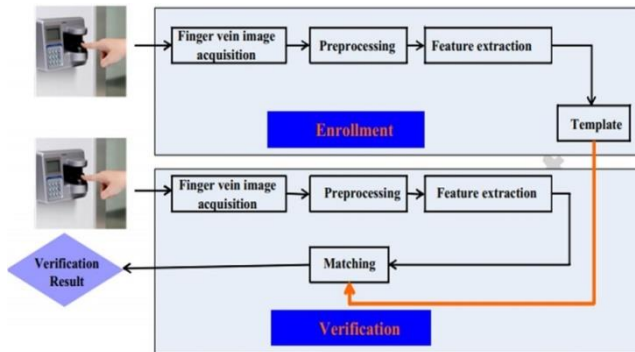 Finger vein image
acquisition
Preprocessing
Feature extraction
Enrollment
Template
Finger vein image
acquisition
Preprocessing
Feature extraction
Verification
Result
Matching
Verification